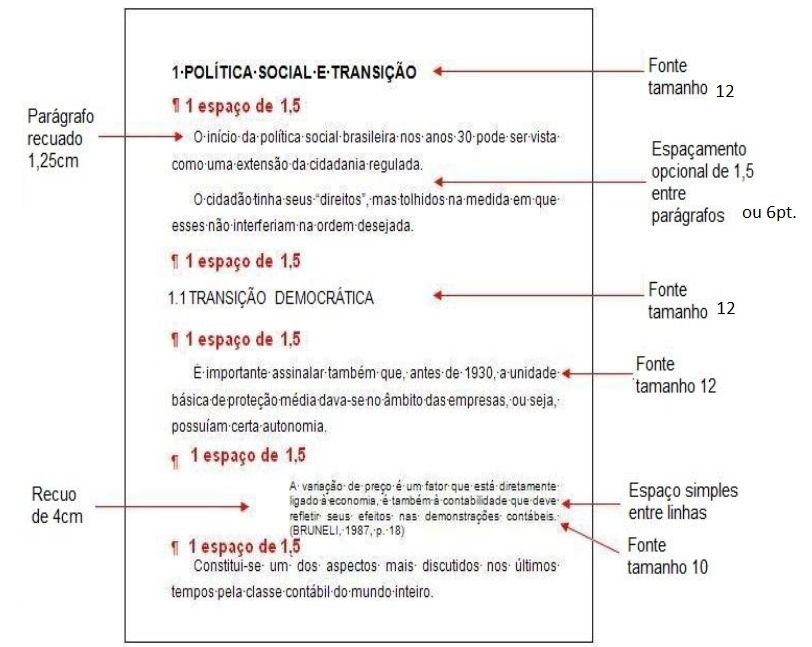 1·POLÍTICA·SOCIAL·E·TRANSIÇÃO
Fonte
tamanho 12
¶ 1 espaço de 1,5
Parágrafo
recuado
1,25cm
O·início·da·política·social·brasileira·nos·anos·30·pode·ser·vista·
como·uma·extensão·da·cidadania·regulada.
Espaçamento
opcional de 1,5
entre
parágrafos ou 6pt.
O·cidadão·tinha·seus·“direitos”,·mas·tolhidos·na·medida·em·que·
esses·não·interferiam·na·ordem·desejada.
¶ 1 espaço de 1,5
1.1 TRANSIÇÃO DEMOCRÁTICA
Fonte
tamanho 12
¶ 1 espaço de 1,5
É·importante·assinalar·também·que,·antes·de·1930,·a·unidade·
básica·de·proteção·média·dava-se·no·âmbito·das·empresas,·ou·seja,·
possuíam·certa·autonomia.
Fonte
tamanho 12
¶ 1 espaço de 1,5
Recuo
de 4cm
A· variação· de· preço· é· um· fator· que· está· diretamente·
ligado·à·economia,·é·também·à·contabilidade·que·deve·
refletir· seus· efeitos· nas· demonstrações· contábeis.·
(BRUNELI,·1987,·p.·18)
Espaço simples
entre linhas
Fonte
tamanho 10
¶ 1 espaço de 1,5
Constitui-se· um· dos· aspectos· mais· discutidos· nos· últimos·
tempos·pela·classe·contábil·do·mundo·inteiro.